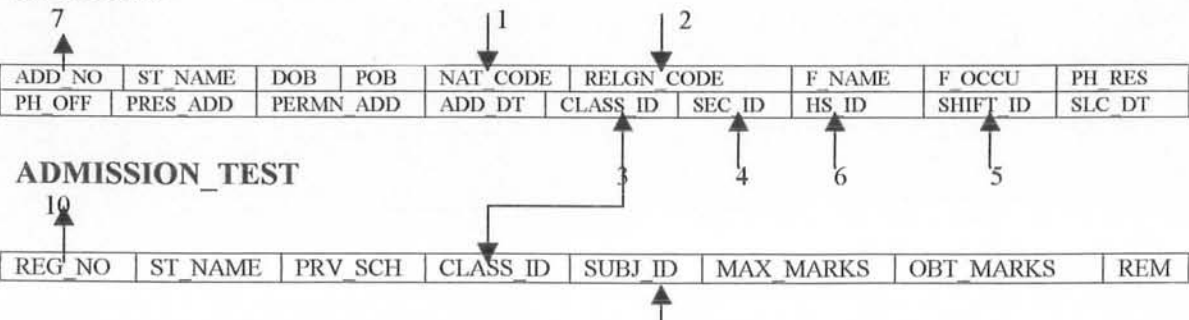 7 1 2
ADD_NO ST_NAME DOB POB NAT_CODE RELGN_CODE F_NAME F_OCCU PH_RES
PH_OFF PRES_ADD PERMN_ADD ADD_DT CLASS_ID SEC_ID HS_ID SHIFT_ID SLC_DT
3 4 6 5
ADMISSION_TEST
10
REG_NO ST_NAME PRV_SCH CLASS_ID SUBJ_ID MAX_MARKS OBT_MARKS REM